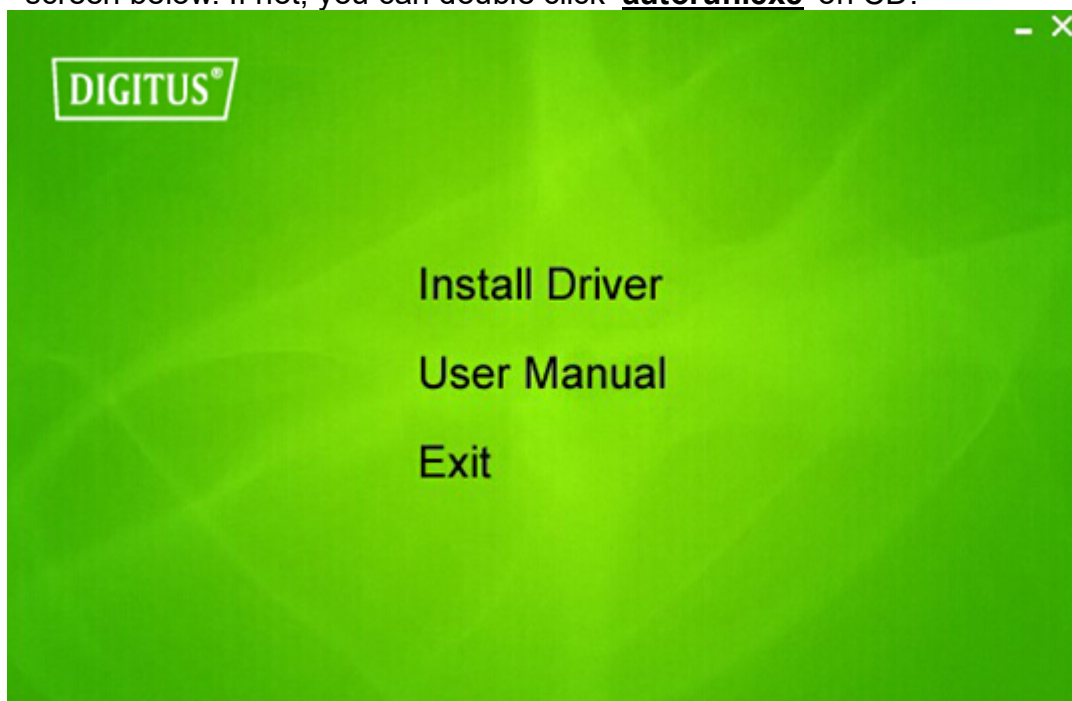 screen below. If not, you can double click 'autorun.exe' on CD.
DIGITUS®
Install Driver
User Manual
Exit